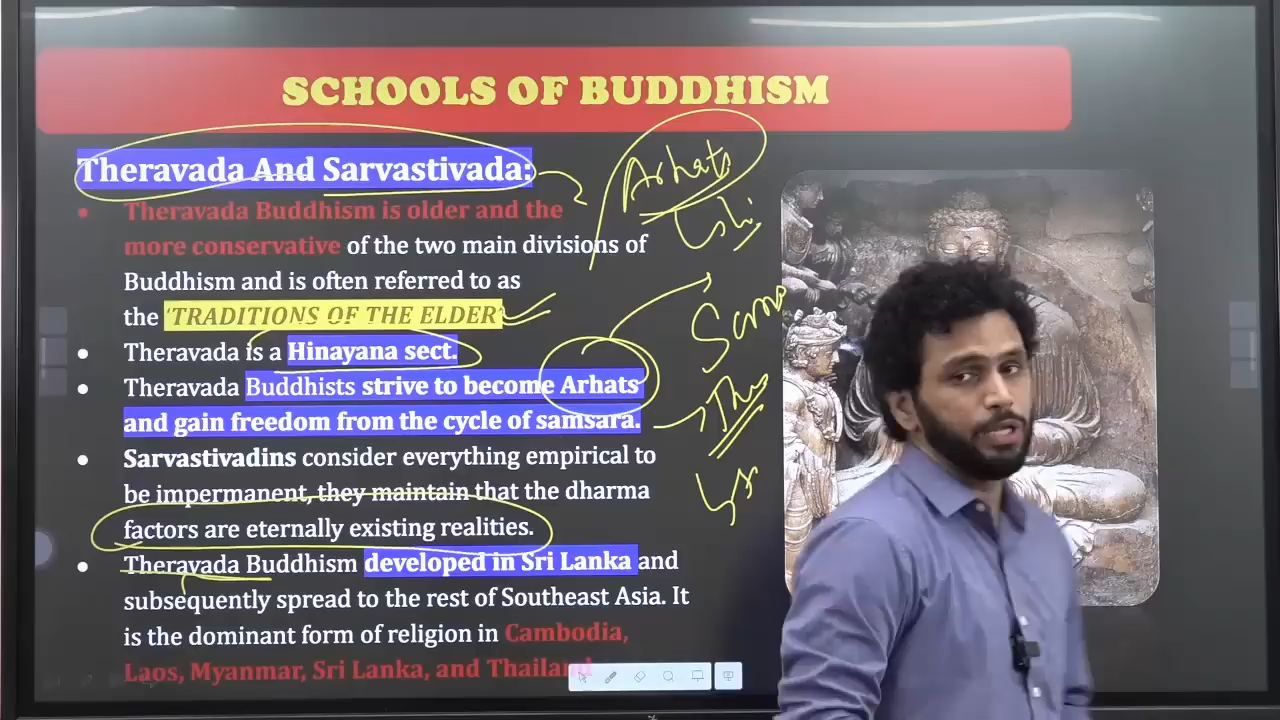 SCHOOLS OF BUDDHISM
Theravada And Sarvastivada:
Arhats
• Theravada Buddhism is older and the
more conservative of the two main divisions of
Buddhism and is often referred to as
the 'TRADITIONS OF THE ELDER'
• Theravada is a Hinayana sect.
• Theravada Buddhists strive to become Arhats
and gain freedom from the cycle of samsara.
• Sarvastivadins consider everything empirical to
be impermanent, they maintain that the dharma
factors are eternally existing realities.
• Theravada Buddhism developed in Sri Lanka and
subsequently spread to the rest of Southeast Asia. It
is the dominant form of religion in Cambodia,
Laos, Myanmar, Sri Lanka, and Thailand